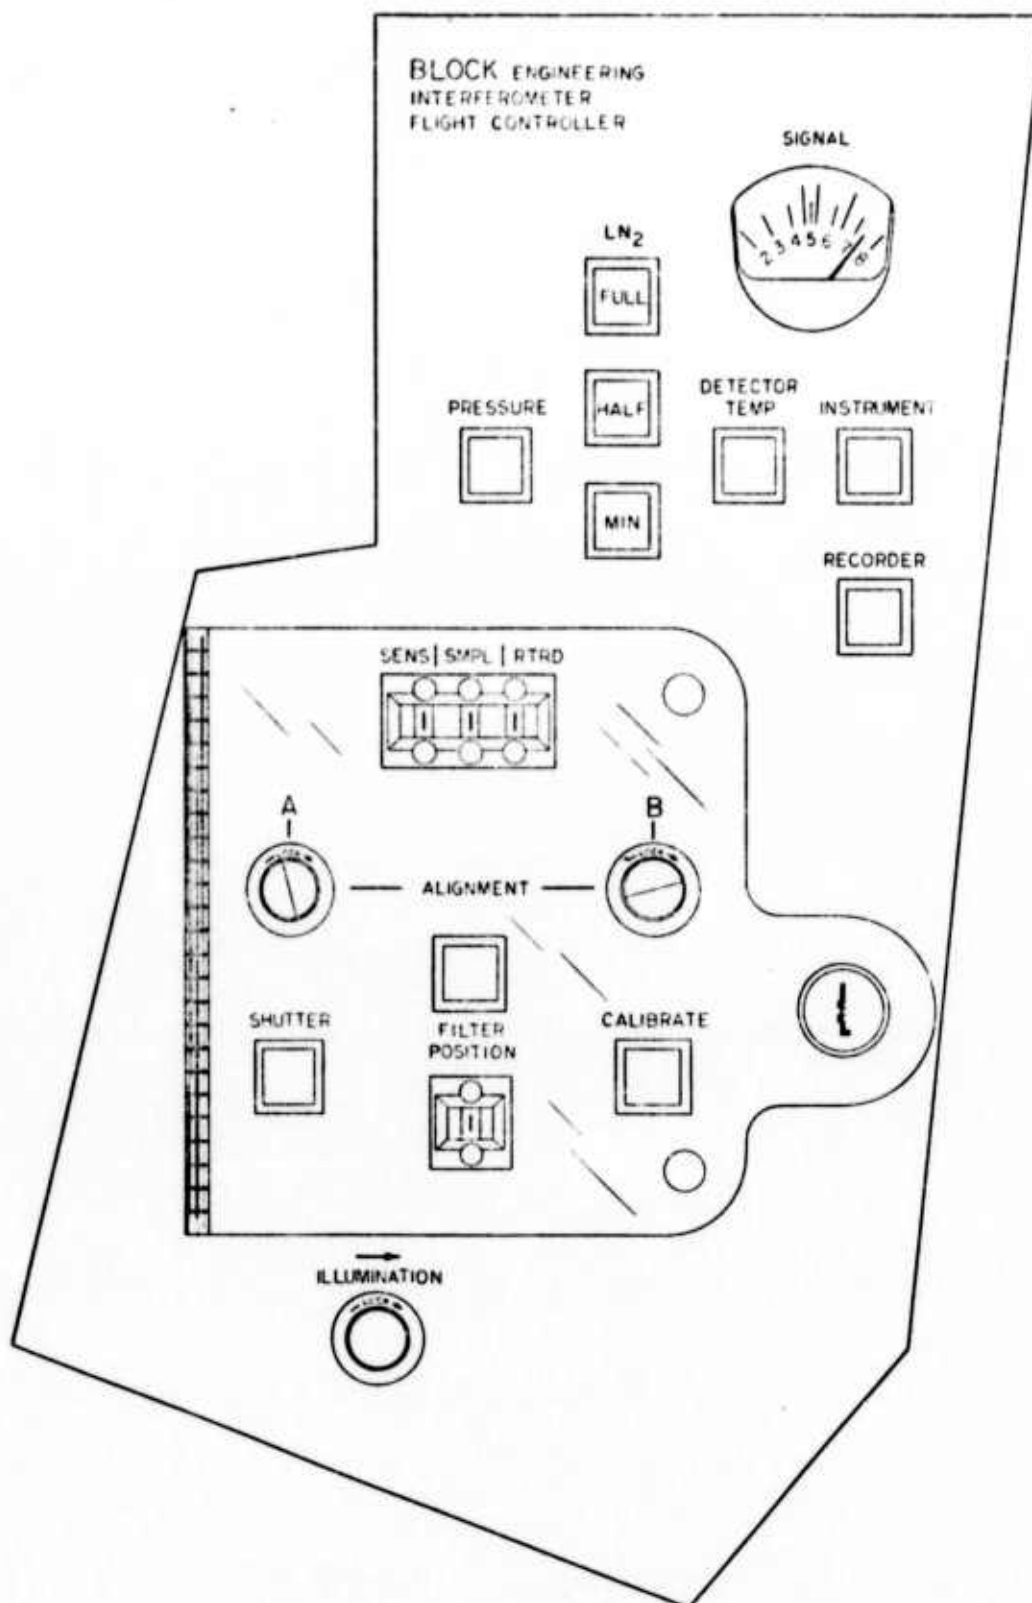 BLOCK ENGINEERING
INTERFEROMETER
FLIGHT CONTROLLER
SIGNAL
2 3 4 5 6 7 8
LN2
FULL
HALF
MIN
PRESSURE
DETECTOR
TEMP
INSTRUMENT
RECORDER
SENS | SMPL | RTRD
A
B
ALIGNMENT
SHUTTER
FILTER
POSITION
CALIBRATE
ILLUMINATION